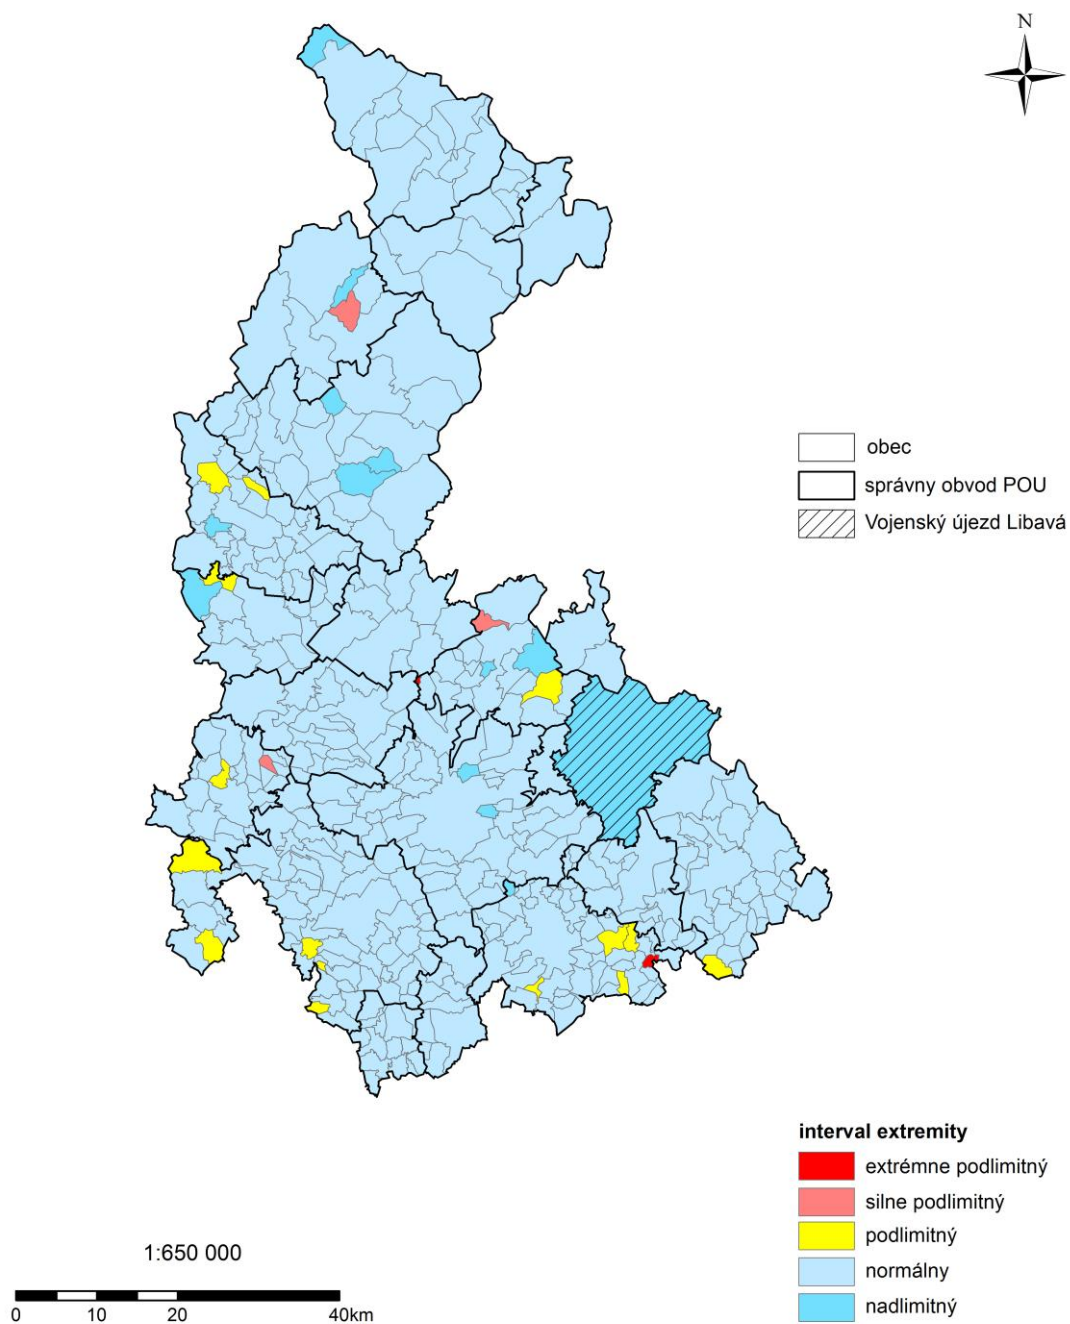 N
obec
správny obvod POU
Vojenský újezd Libavá
interval extremity
extrémne podlimitný
silne podlimitný
podlimitný
normálny
nadlimitný
1:650 000
0 10 20 40km